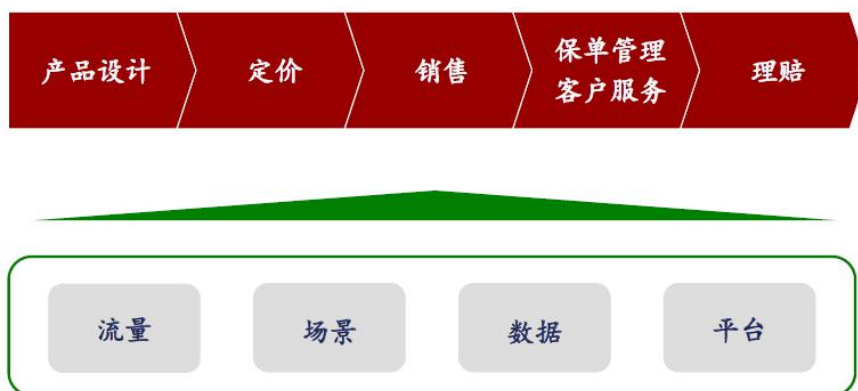 产品设计
定价
销售
保单管理
客户服务
理赔
流量
场景
数据
平台